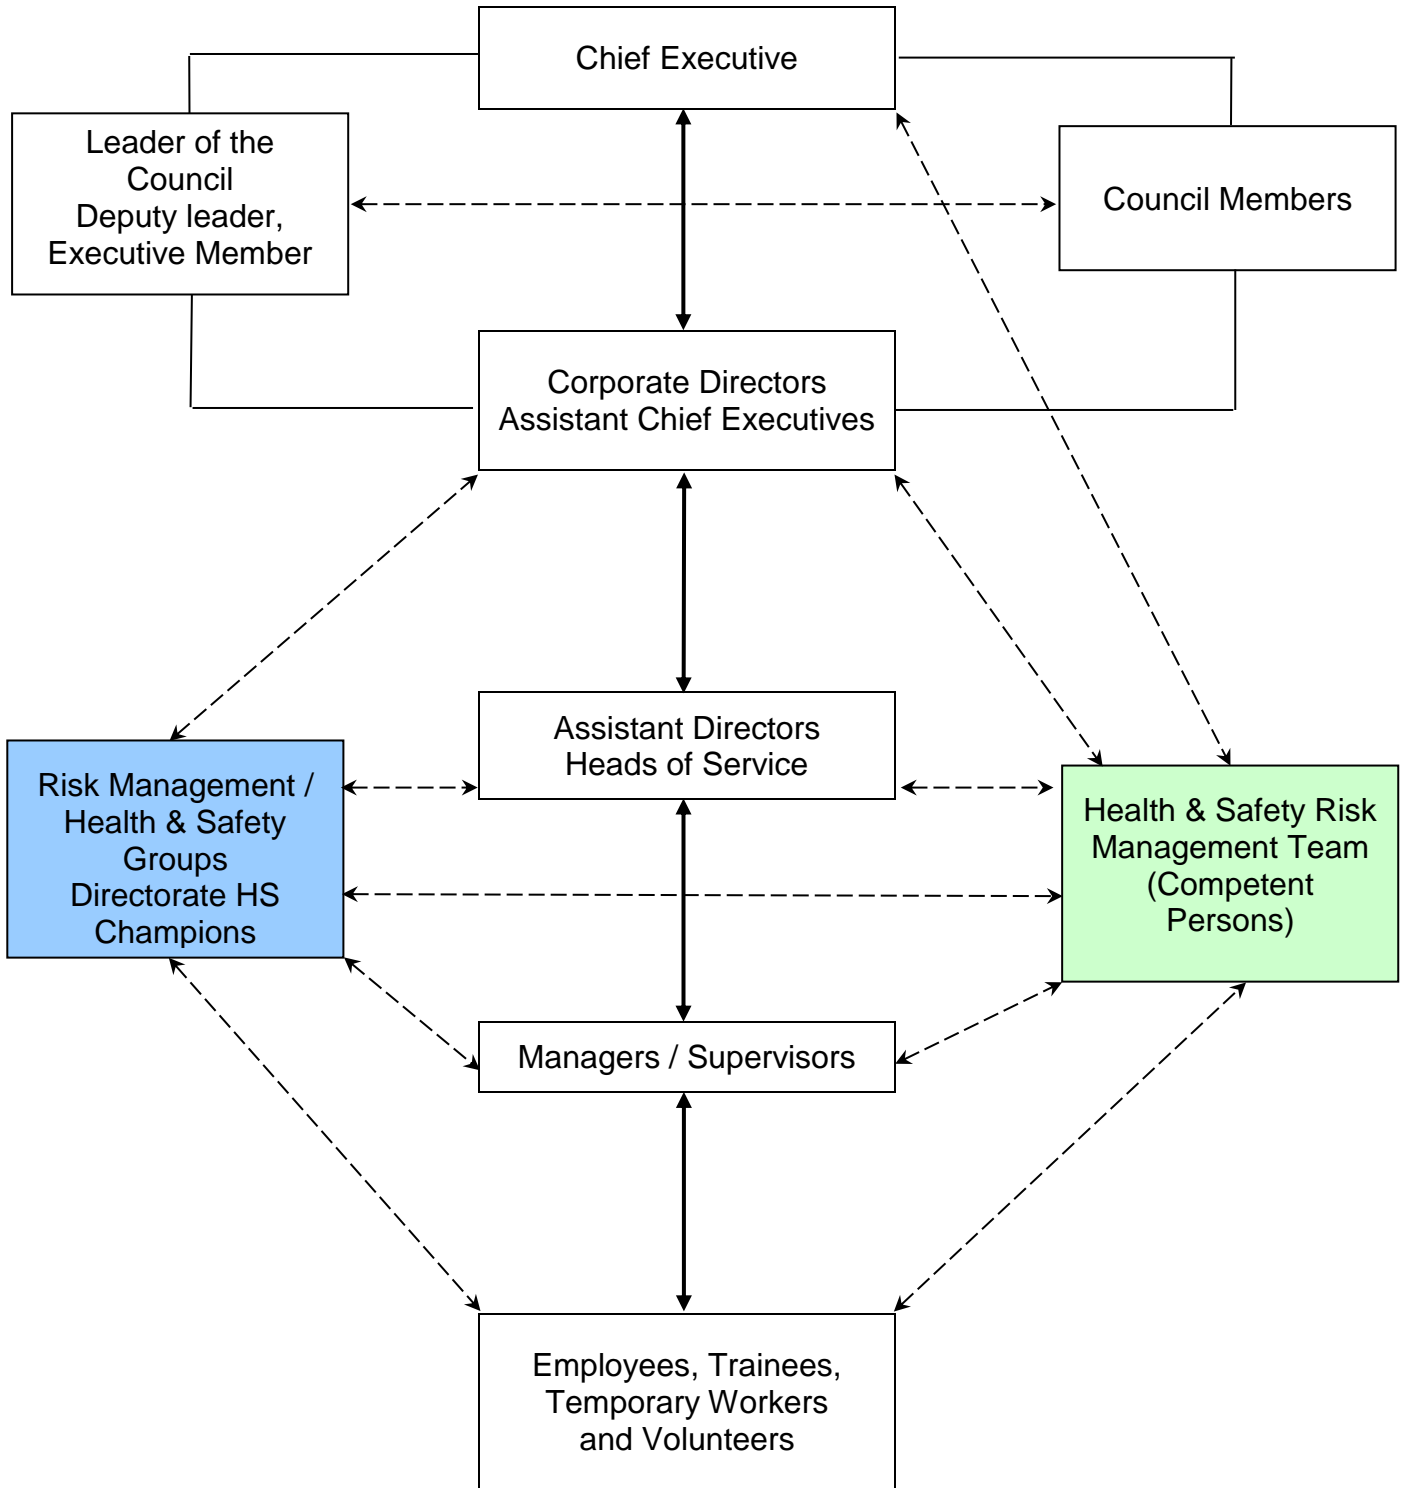 Chief Executive
Leader of the
Council
Deputy leader,
Executive Member
Council Members
Corporate Directors
Assistant Chief Executives
Assistant Directors
Heads of Service
Risk Management /
Health & Safety
Groups
Directorate HS
Champions
Health & Safety Risk
Management Team
(Competent
Persons)
Managers / Supervisors
Employees, Trainees,
Temporary Workers
and Volunteers